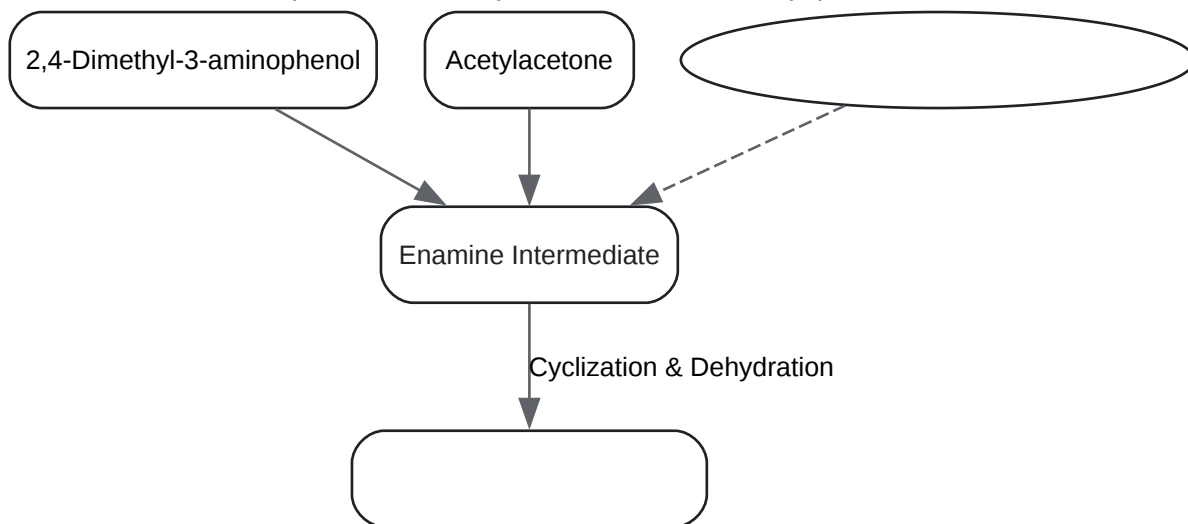 2,4-Dimethyl-3-aminophenol
Acetylacetone
Enamine Intermediate
Cyclization & Dehydration